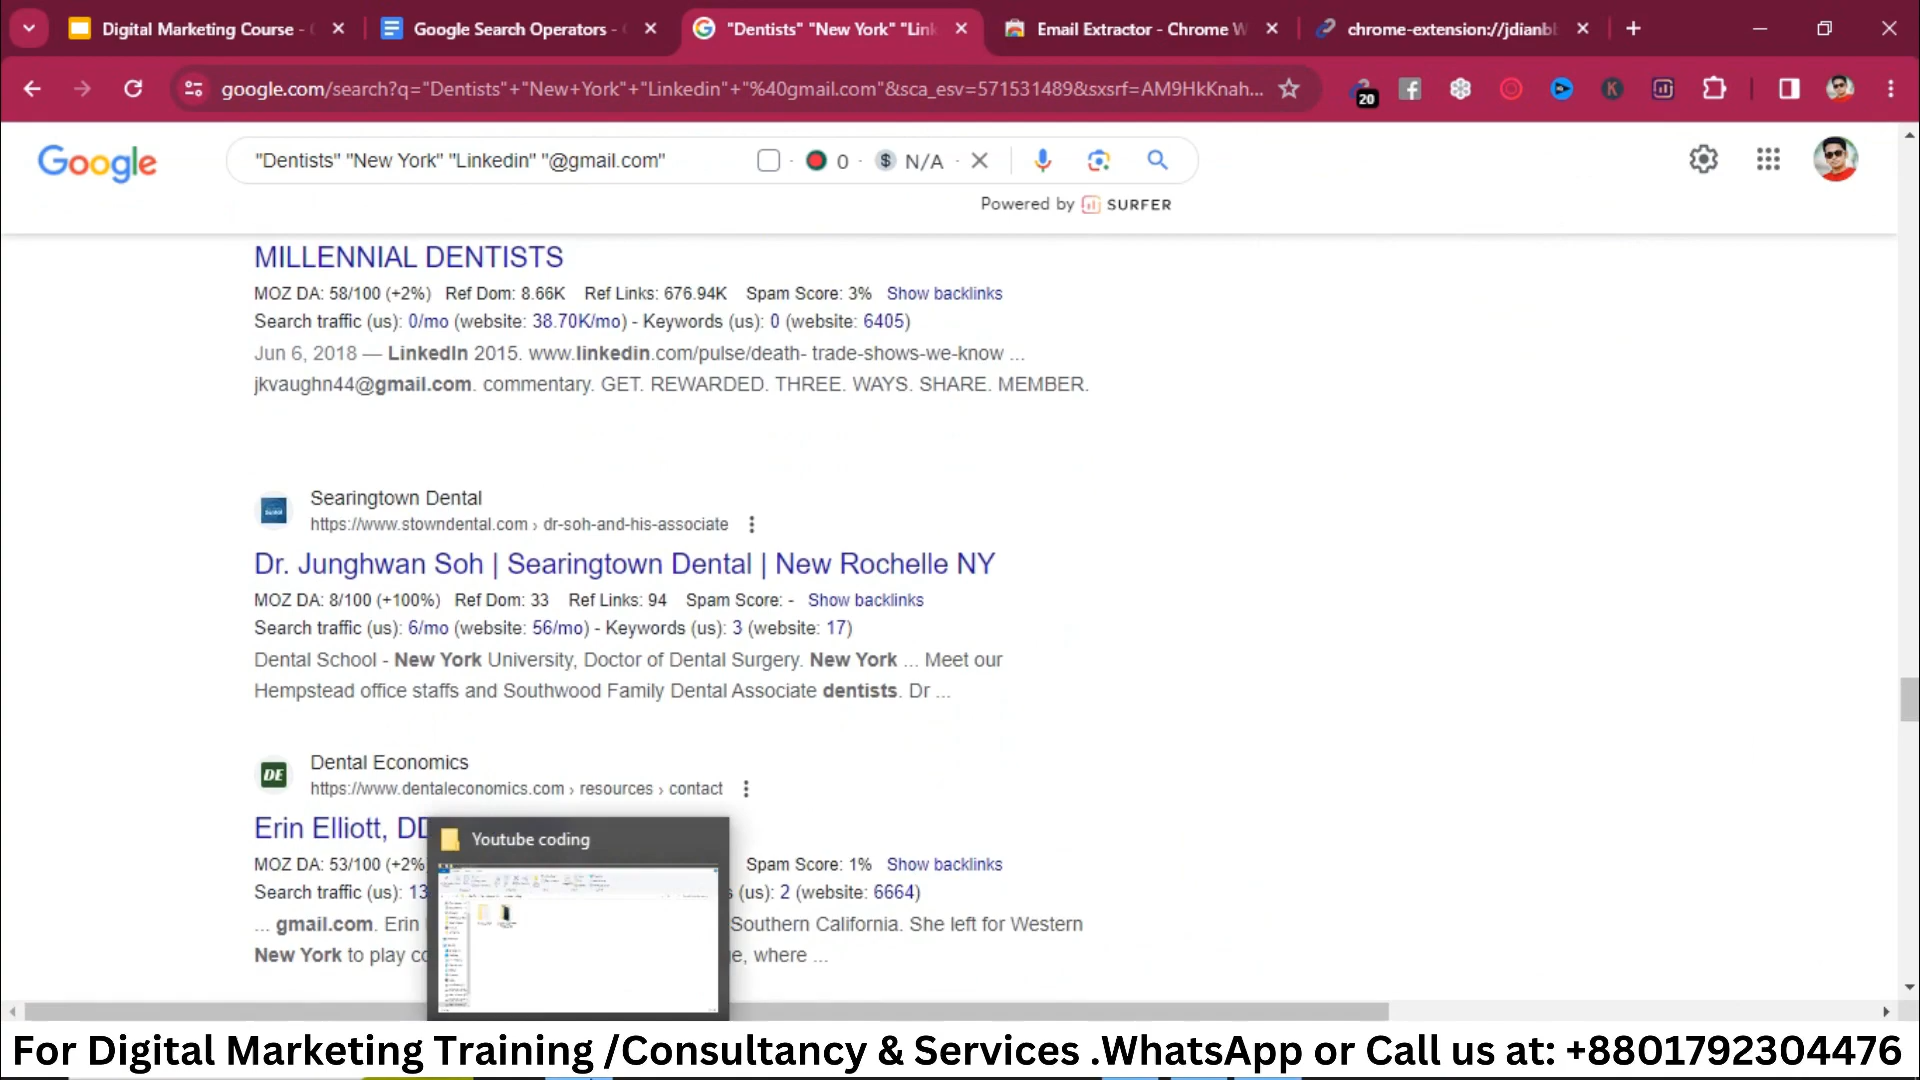 Digital Marketing Course -
Google Search Operators -
"Dentists" "New York" "Link
Email Extractor - Chrome W
chrome-extension://jdianbb
google.com/search?q="Dentists"+"New+York"+"Linkedin"+"%40gmail.com"&sca_esv=571531489&sxsrf=AM9HkKnah...
20
K
Google
"Dentists" "New York" "Linkedin" "@gmail.com"
0
$
N/A
Powered by SURFER
MILLENNIAL DENTISTS
MOZ DA: 58/100 (+2%) Ref Dom: 8.66K Ref Links: 676.94K Spam Score: 3% Show backlinks
Search traffic (us): 0/mo (website: 38.70K/mo) - Keywords (us): 0 (website: 6405)
Jun 6, 2018 — LinkedIn 2015. www.linkedin.com/pulse/death- trade-shows-we-know ...
jkvaughn44@gmail.com. commentary. GET. REWARDED. THREE. WAYS. SHARE. MEMBER.
Searingtown Dental
https://www.stowndental.com › dr-soh-and-his-associate
Dr. Junghwan Soh | Searingtown Dental | New Rochelle NY
MOZ DA: 8/100 (+100%) Ref Dom: 33 Ref Links: 94 Spam Score: - Show backlinks
Search traffic (us): 6/mo (website: 56/mo) - Keywords (us): 3 (website: 17)
Dental School - New York University, Doctor of Dental Surgery. New York ... Meet our
Hempstead office staffs and Southwood Family Dental Associate dentists. Dr ...
DE
Dental Economics
https://www.dentaleconomics.com › resources › contact
Erin Elliott, DD
Youtube coding
MOZ DA: 53/100 (+2% Spam Score: 1% Show backlinks
Search traffic (us): 13 s (us): 2 (website: 6664)
... gmail.com. Erin Southern California. She left for Western
New York to play co e, where ...
For Digital Marketing Training /Consultancy & Services .WhatsApp or Call us at: +8801792304476